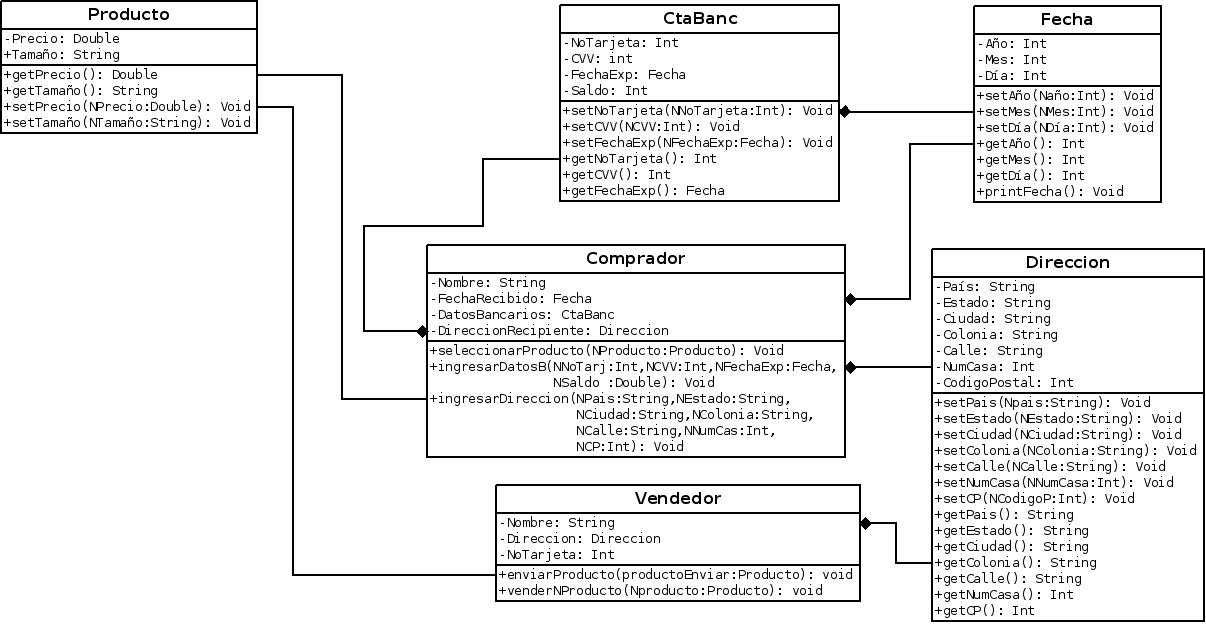 Producto
-Precio: Double
+Tamaño: String
+getPrecio(): Double
+getTamaño(): String
+setPrecio(NPrecio:Double): Void
+setTamaño(NTamaño:String): Void
CtaBanc
-NoTarjeta: Int
-CVV: int
-FechaExp: Fecha
-Saldo: Int
+setNoTarjeta(NNoTarjeta:Int): Void
+setCVV(NCVV:Int): Void
+setFechaExp(NFechaExp:Fecha): Void
+getNoTarjeta(): Int
+getCVV(): Int
+getFechaExp(): Fecha
Fecha
-Año: Int
-Mes: Int
-Día: Int
+setAño(Naño:Int): Void
+setMes(NMes:Int): Void
+setDía(NDía:Int): Void
+getAño(): Int
+getMes(): Int
+getDía(): Int
+printFecha(): Void
Comprador
-Nombre: String
-FechaRecibido: Fecha
-DatosBancarios: CtaBanc
-DireccionRecipiente: Direccion
+seleccionarProducto(NProducto:Producto): Void
+ingresarDatosB(NNoTarj:Int,NCVV:Int,NFechaExp:Fecha,
NSaldo :Double): Void
+ingresarDireccion(NPais:String,NEstado:String,
NCiudad:String,NColonia:String,
NCalle:String,NNumCas:Int,
NCP:Int): Void
Direccion
-País: String
-Estado: String
-Ciudad: String
-Colonia: String
-Calle: String
-NumCasa: Int
-CodigoPostal: Int
+setPais(Npais:String): Void
+setEstado(NEstado:String): Void
+setCiudad(NCiudad:String): Void
+setColonia(NColonia:String): Void
+setCalle(NCalle:String): Void
+setNumCasa(NNumCasa:Int): Void
+setCP(NCodigoP:Int): Void
+getPais(): String
+getEstado(): String
+getCiudad(): String
+getColonia(): String
+getCalle(): String
+getNumCasa(): Int
+getCP(): Int
Vendedor
-Nombre: String
-Direccion: Direccion
-NoTarjeta: Int
+enviarProducto(productoEnviar:Producto): void
+venderNProducto(Nproducto:Producto): void